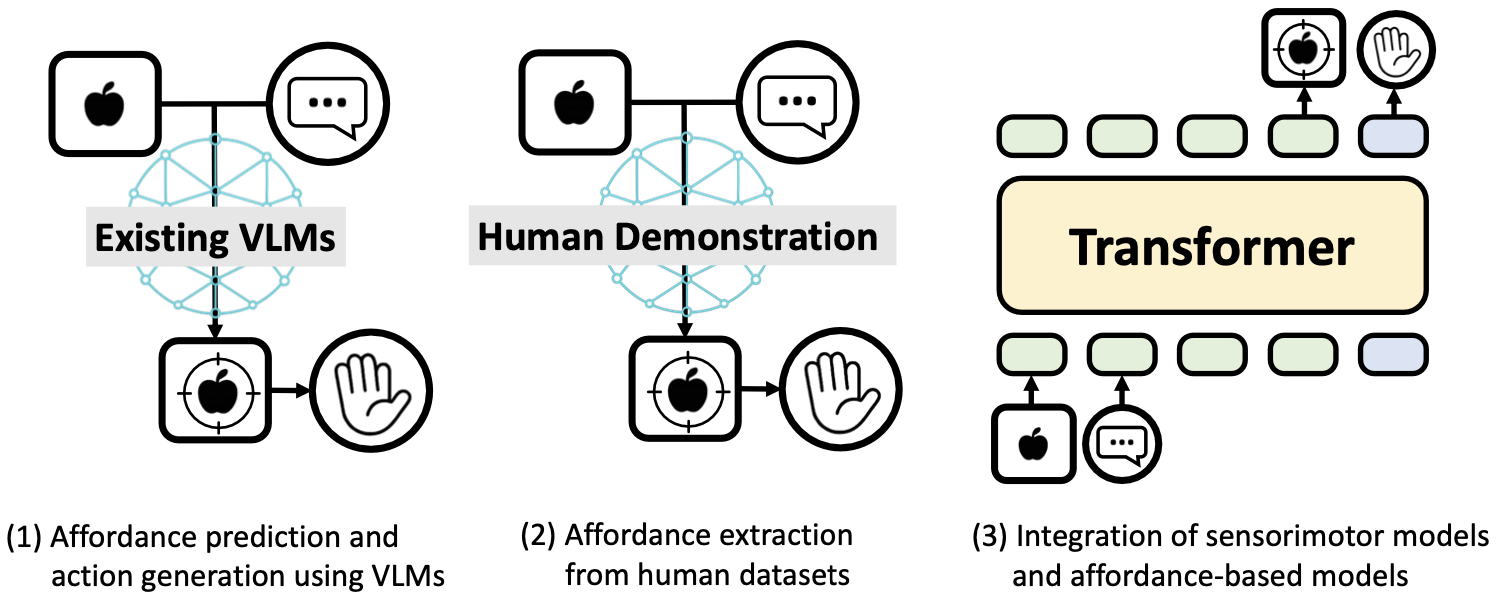 Existing VLMs
Human Demonstration
Transformer
(1) Affordance prediction and
action generation using VLMs
(2) Affordance extraction
from human datasets
(3) Integration of sensorimotor models
and affordance-based models